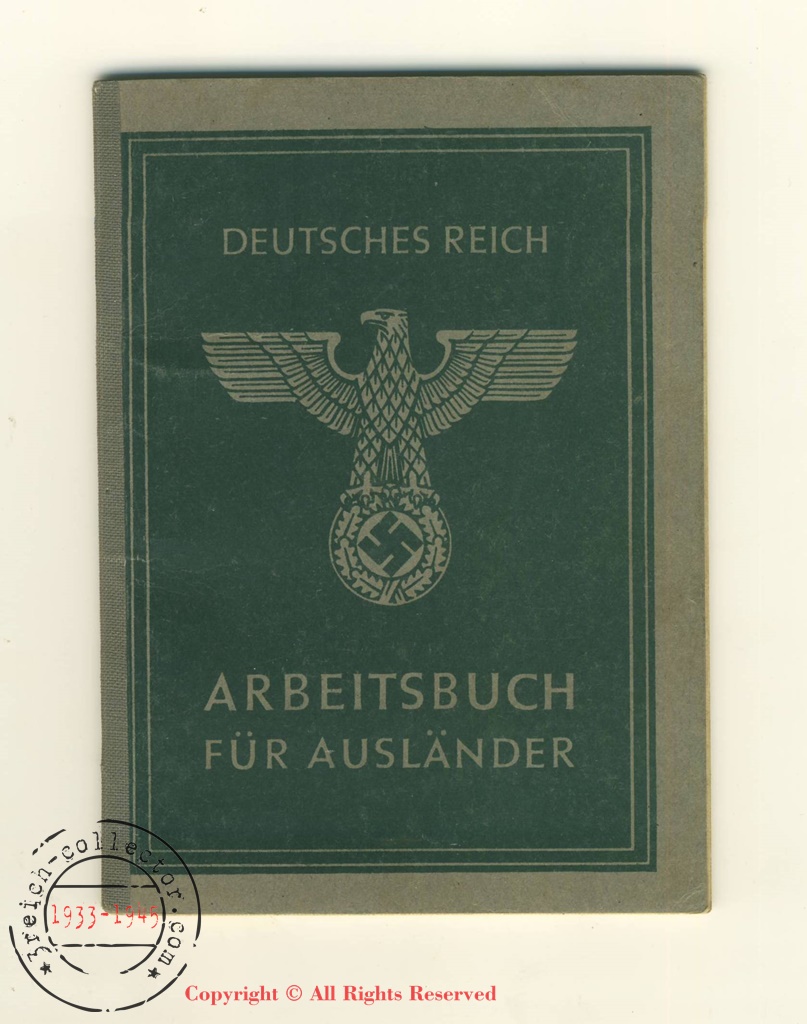 DEUTSCHES REICH
ARBEITSBUCH
FÜR AUSLÄNDER
*3reich-collector.com*
1933-1945
Copyright © All Rights Reserved